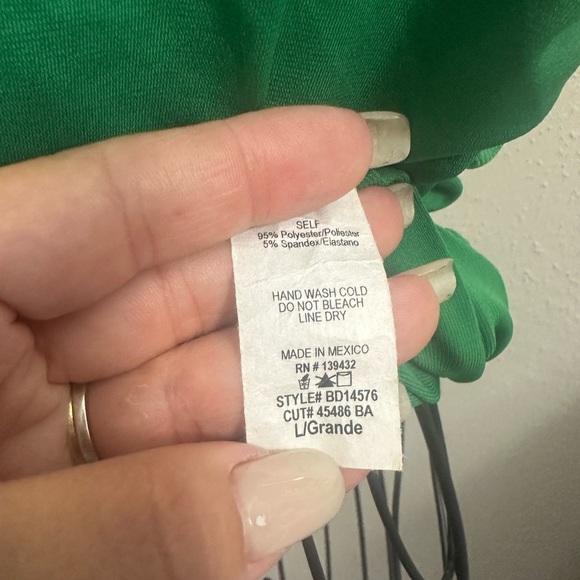 SELF
95% Polyester/Poliester
5% Spandex/Elastano
HAND WASH COLD
DO NOT BLEACH
LINE DRY
MADE IN MEXICO
RN # 139432
STYLE# BD14576
CUT# 45486 BA
L/Grande